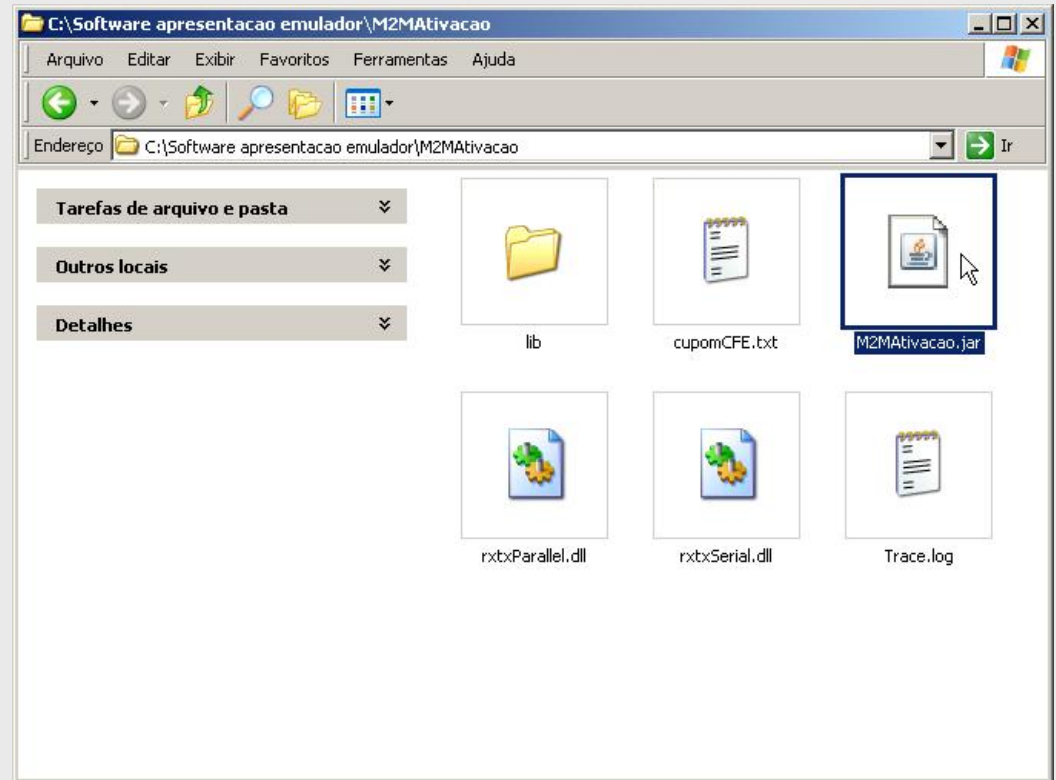 C:\Software apresentacao emulador\M2MAtivacao
Arquivo Editar Exibir Favoritos Ferramentas Ajuda
Endereço C:\Software apresentacao emulador\M2MAtivacao Ir
Tarefas de arquivo e pasta
Outros locais
Detalhes
lib cupomCFE.txt M2MAtivacao.jar
rxtxParallel.dll rxtxSerial.dll Trace.log